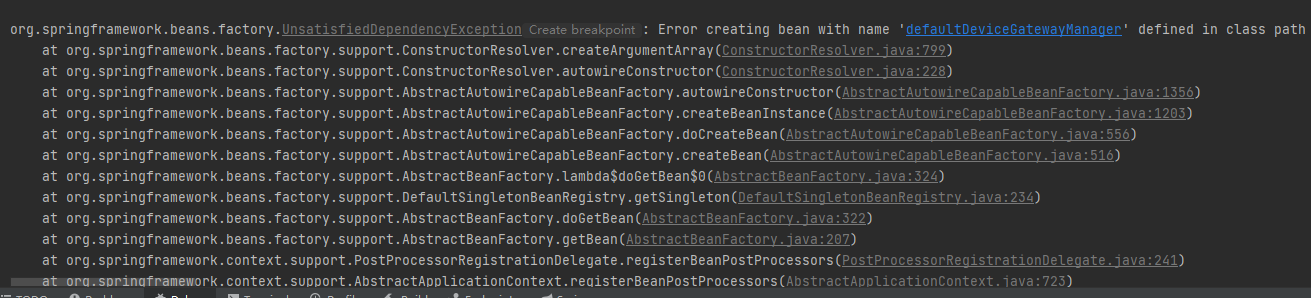 org.springframework.beans.factory.UnsatisfiedDependencyException Create breakpoint : Error creating bean with name 'defaultDeviceGatewayManager' defined in class path
at org.springframework.beans.factory.support.ConstructorResolver.createArgumentArray(ConstructorResolver.java:799)
at org.springframework.beans.factory.support.ConstructorResolver.autowireConstructor(ConstructorResolver.java:228)
at org.springframework.beans.factory.support.AbstractAutowireCapableBeanFactory.autowireConstructor(AbstractAutowireCapableBeanFactory.java:1356)
at org.springframework.beans.factory.support.AbstractAutowireCapableBeanFactory.createBeanInstance(AbstractAutowireCapableBeanFactory.java:1203)
at org.springframework.beans.factory.support.AbstractAutowireCapableBeanFactory.doCreateBean(AbstractAutowireCapableBeanFactory.java:556)
at org.springframework.beans.factory.support.AbstractAutowireCapableBeanFactory.createBean(AbstractAutowireCapableBeanFactory.java:516)
at org.springframework.beans.factory.support.AbstractBeanFactory.lambda$doGetBean$0(AbstractBeanFactory.java:324)
at org.springframework.beans.factory.support.DefaultSingletonBeanRegistry.getSingleton(DefaultSingletonBeanRegistry.java:234)
at org.springframework.beans.factory.support.AbstractBeanFactory.doGetBean(AbstractBeanFactory.java:322)
at org.springframework.beans.factory.support.AbstractBeanFactory.getBean(AbstractBeanFactory.java:207)
at org.springframework.context.support.PostProcessorRegistrationDelegate.registerBeanPostProcessors(PostProcessorRegistrationDelegate.java:241)
at org.springframework.context.support.AbstractApplicationContext.registerBeanPostProcessors(AbstractApplicationContext.java:723)